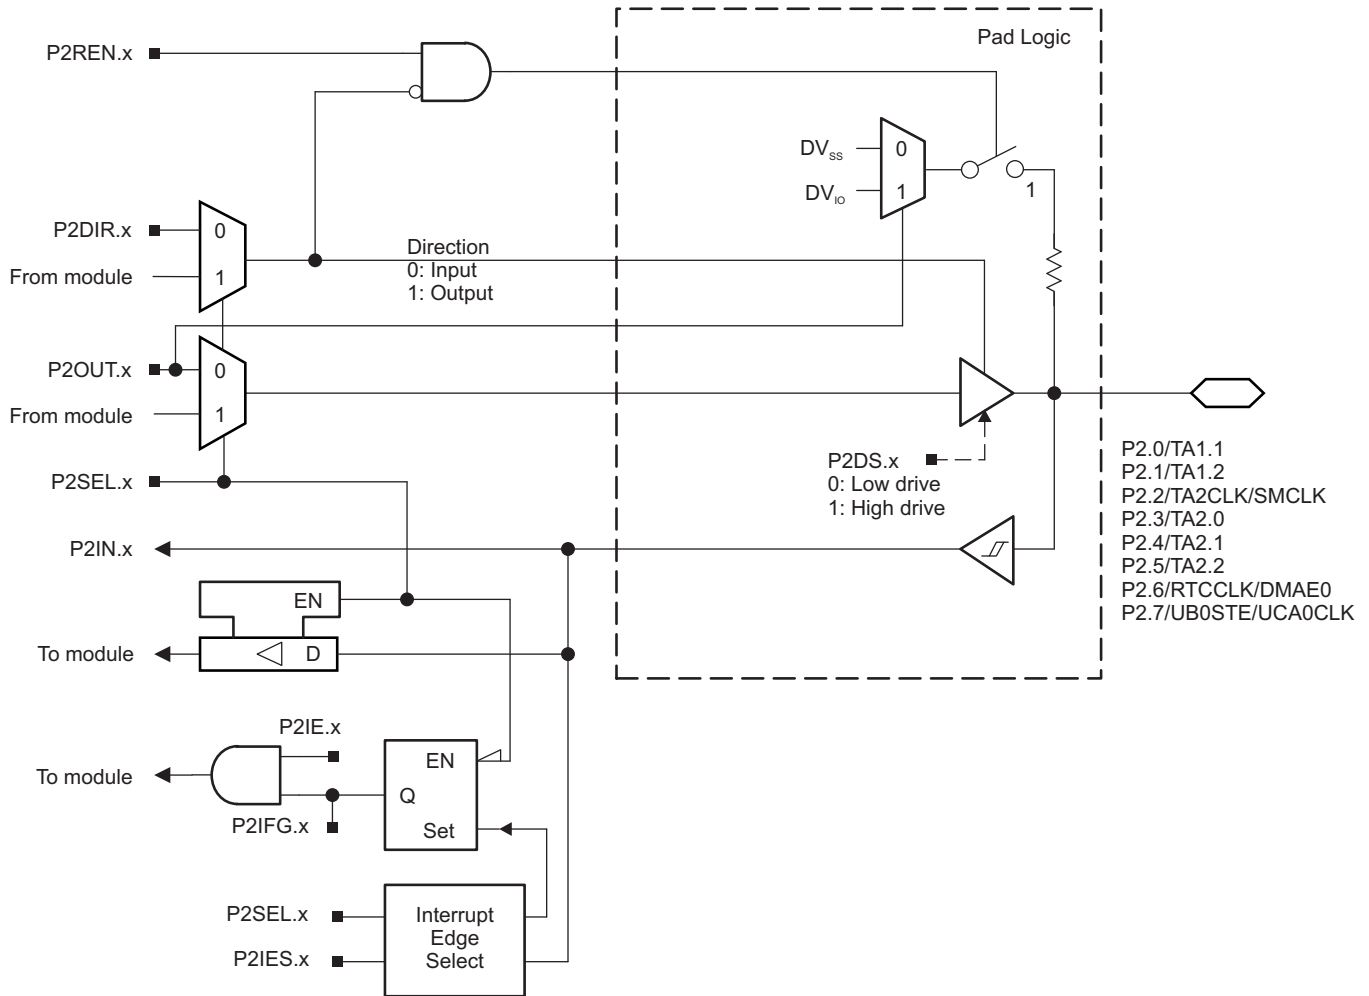 Pad Logic
P2REN.x
DVSS
0
DVIO
1
1
P2DIR.x
0
From module
1
Direction
0: Input
1: Output
P2OUT.x
0
From module
1
P2SEL.x
P2DS.x
0: Low drive
1: High drive
P2.0/TA1.1
P2.1/TA1.2
P2.2/TA2CLK/SMCLK
P2.3/TA2.0
P2.4/TA2.1
P2.5/TA2.2
P2.6/RTCCLK/DMAE0
P2.7/UB0STE/UCA0CLK
P2IN.x
EN
To module
D
P2IE.x
EN
To module
Q
P2IFG.x
Set
P2SEL.x
P2IES.x
Interrupt
Edge
Select